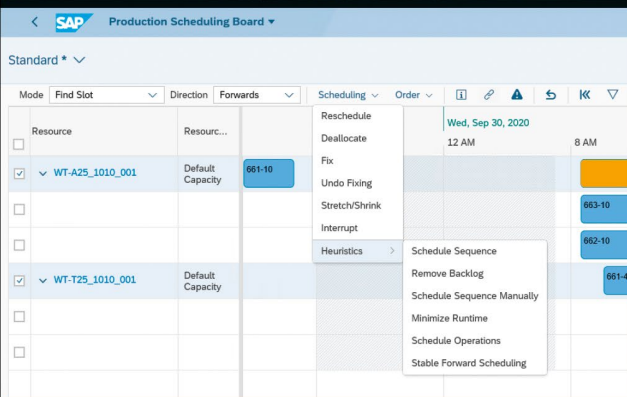 SAP Production Scheduling Board
Standard *
Mode Find Slot Direction Forwards Scheduling Order
Resource Resourc...
Wed, Sep 30, 2020
12 AM 8 AM
Reschedule
Deallocate
Fix
Undo Fixing
Stretch/Shrink
Interrupt
Heuristics
Schedule Sequence
Remove Backlog
Schedule Sequence Manually
Minimize Runtime
Schedule Operations
Stable Forward Scheduling
WT-A25_1010_001 Default Capacity 661-10
663-10
662-10
WT-T25_1010_001 Default Capacity 661-4